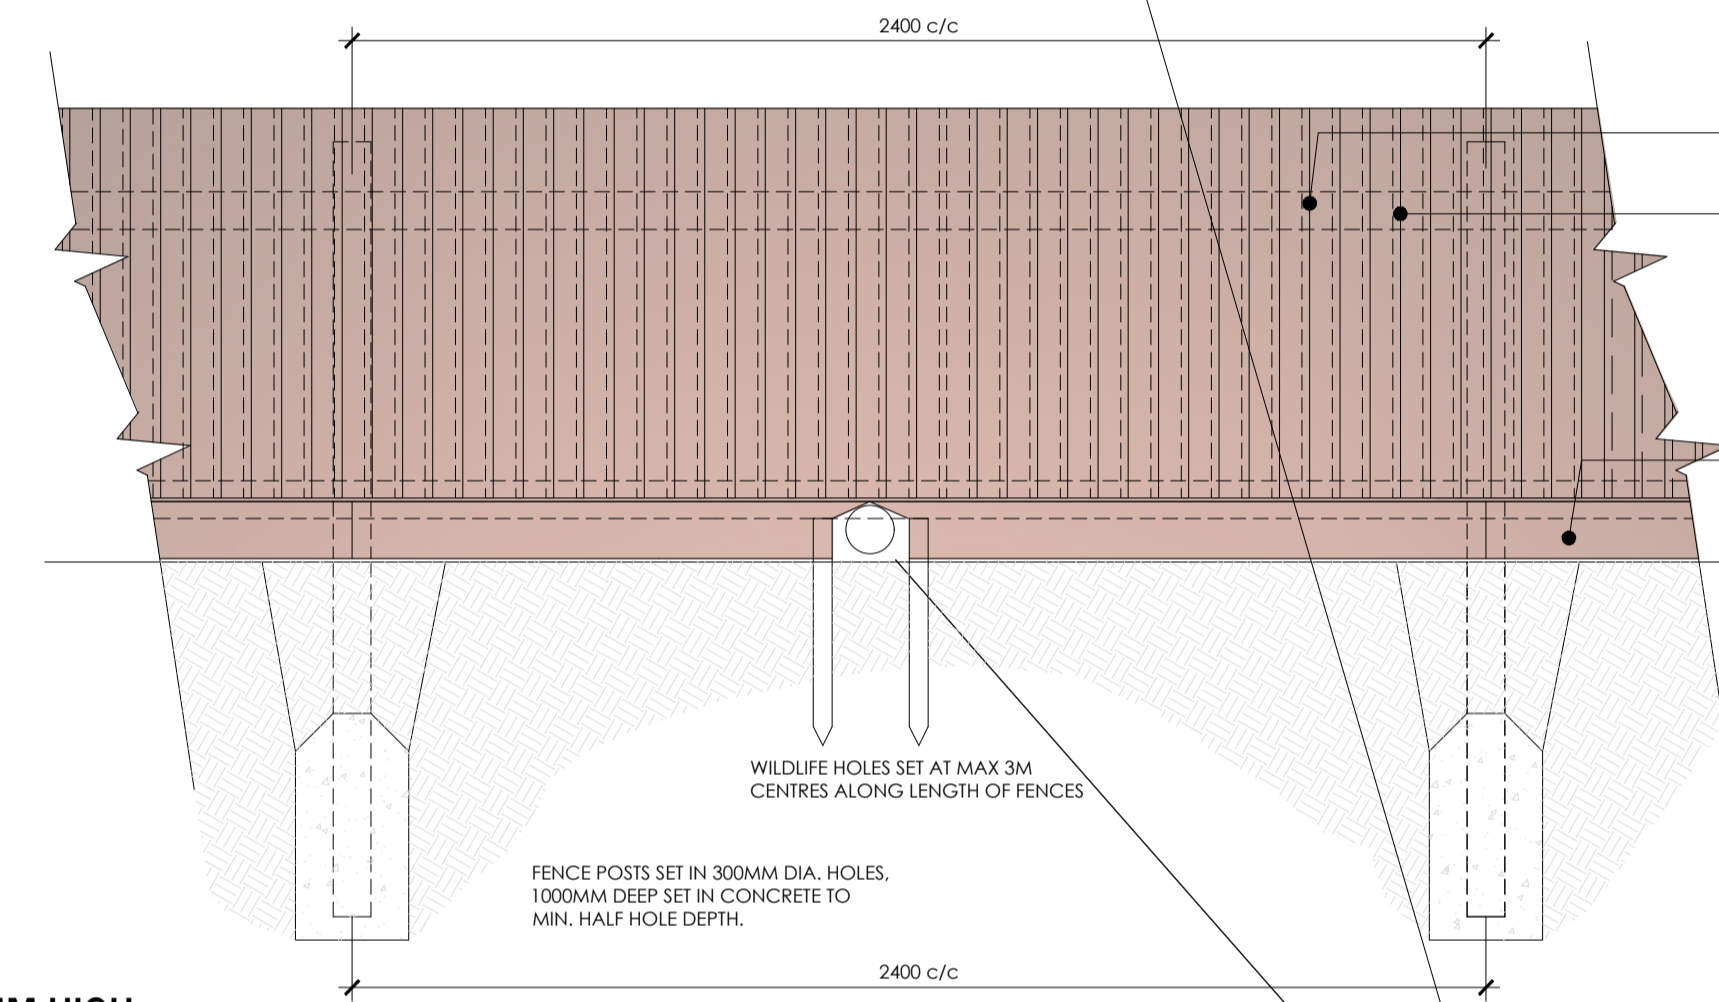 2400 c/c
WILDLIFE HOLES SET AT MAX 3M
CENTRES ALONG LENGTH OF FENCES
FENCE POSTS SET IN 300MM DIA. HOLES,
1000MM DEEP SET IN CONCRETE TO
MIN. HALF HOLE DEPTH.
2400 c/c